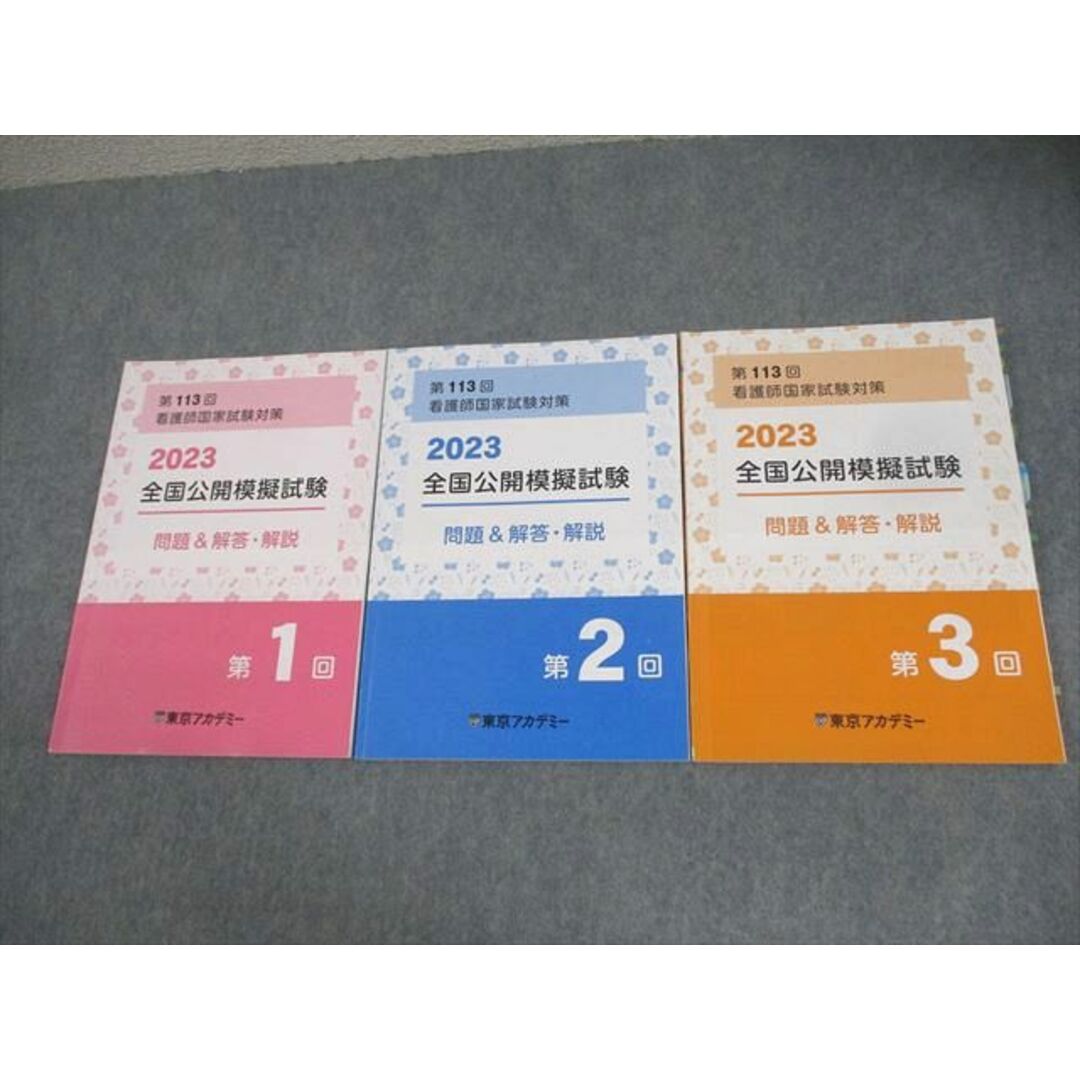 第113回
看護師国家試験対策
2023
全国公開模擬試験
問題&解答・解説
第1回
東京アカデミー
第113回
看護師国家試験対策
2023
全国公開模擬試験
問題&解答・解説
第2回
東京アカデミー
第113回
看護師国家試験対策
2023
全国公開模擬試験
問題&解答・解説
第3回
東京アカデミー